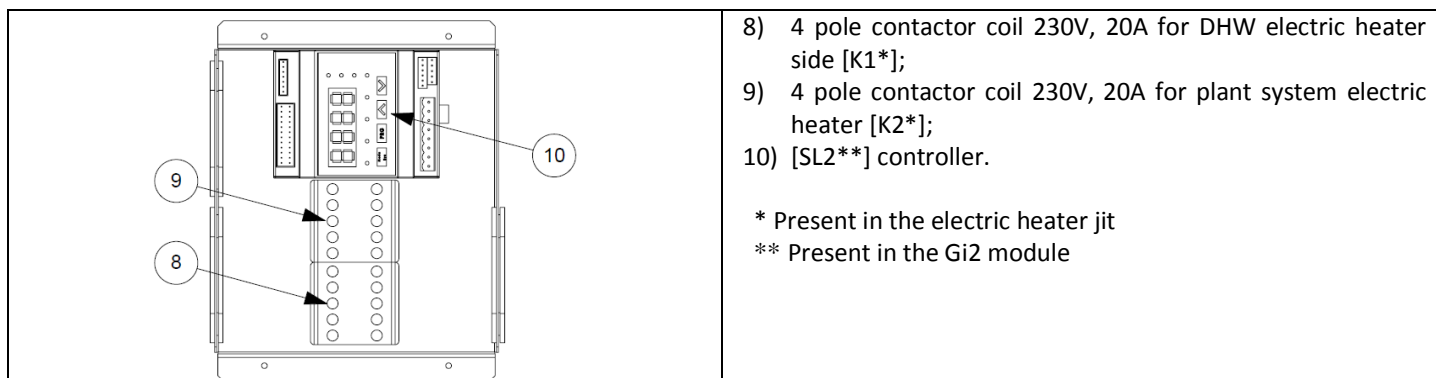 10
9
8
PRG
8) 4 pole contactor coil 230V, 20A for DHW electric heater
side [K1*];
9) 4 pole contactor coil 230V, 20A for plant system electric
heater [K2*];
10) [SL2**] controller.
* Present in the electric heater jit
** Present in the Gi2 module